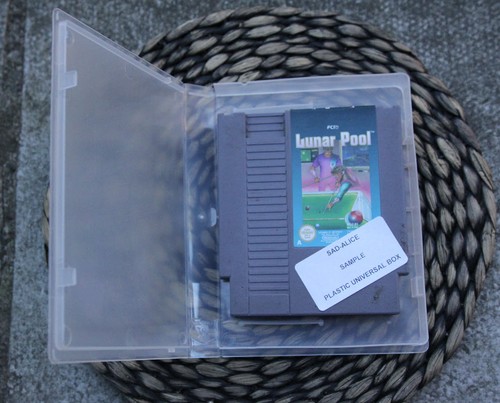 FCI
Lunar Pool
SAD-ALICE
SAMPLE
PLASTIC UNIVERSAL BOX